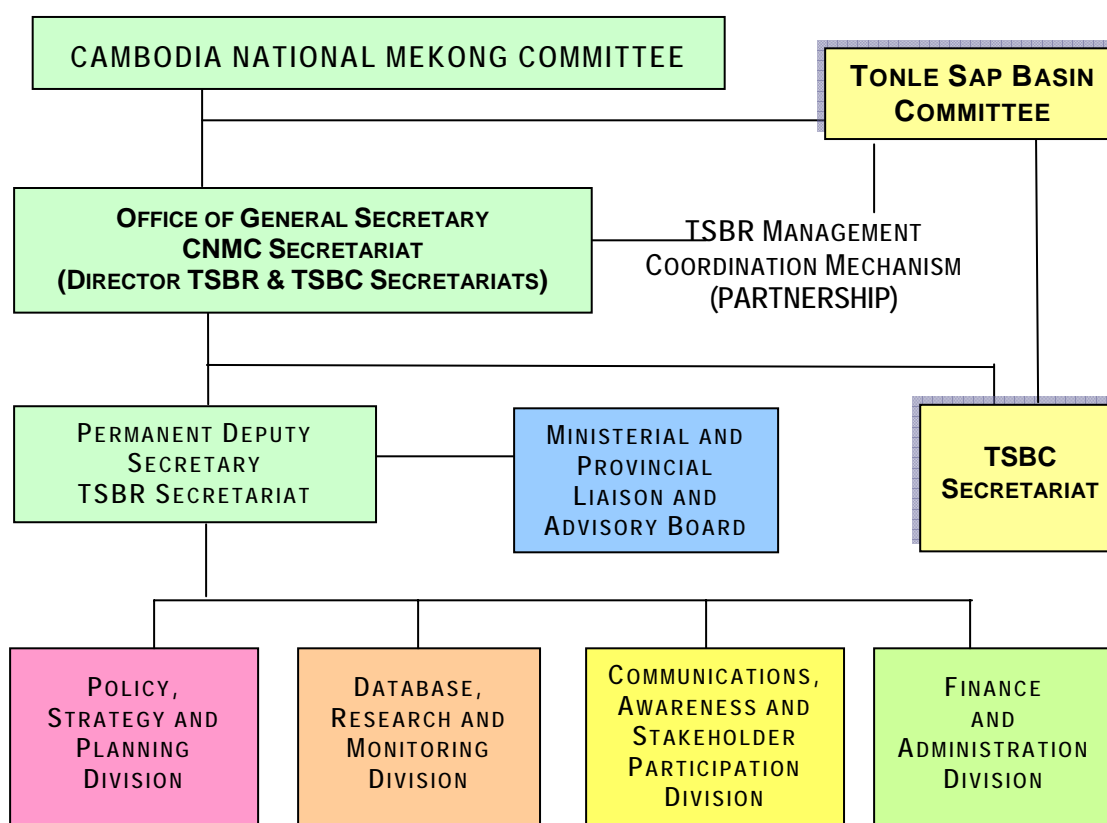 CAMBODIA NATIONAL MEKONG COMMITTEE
TONLE SAP BASIN
COMMITTEE
OFFICE OF GENERAL SECRETARY
CNMC SECRETARIAT
(DIRECTOR TSBR & TSBC SECRETARIATS)
TSBR MANAGEMENT
COORDINATION MECHANISM
(PARTNERSHIP)
PERMANENT DEPUTY
SECRETARY
TSBR SECRETARIAT
MINISTERIAL AND
PROVINCIAL
LIAISON AND
ADVISORY BOARD
TSBC
SECRETARIAT
POLICY,
STRATEGY AND
PLANNING
DIVISION
DATABASE,
RESEARCH AND
MONITORING
DIVISION
COMMUNICATIONS,
AWARENESS AND
STAKEHOLDER
PARTICIPATION
DIVISION
FINANCE
AND
ADMINISTRATION
DIVISION